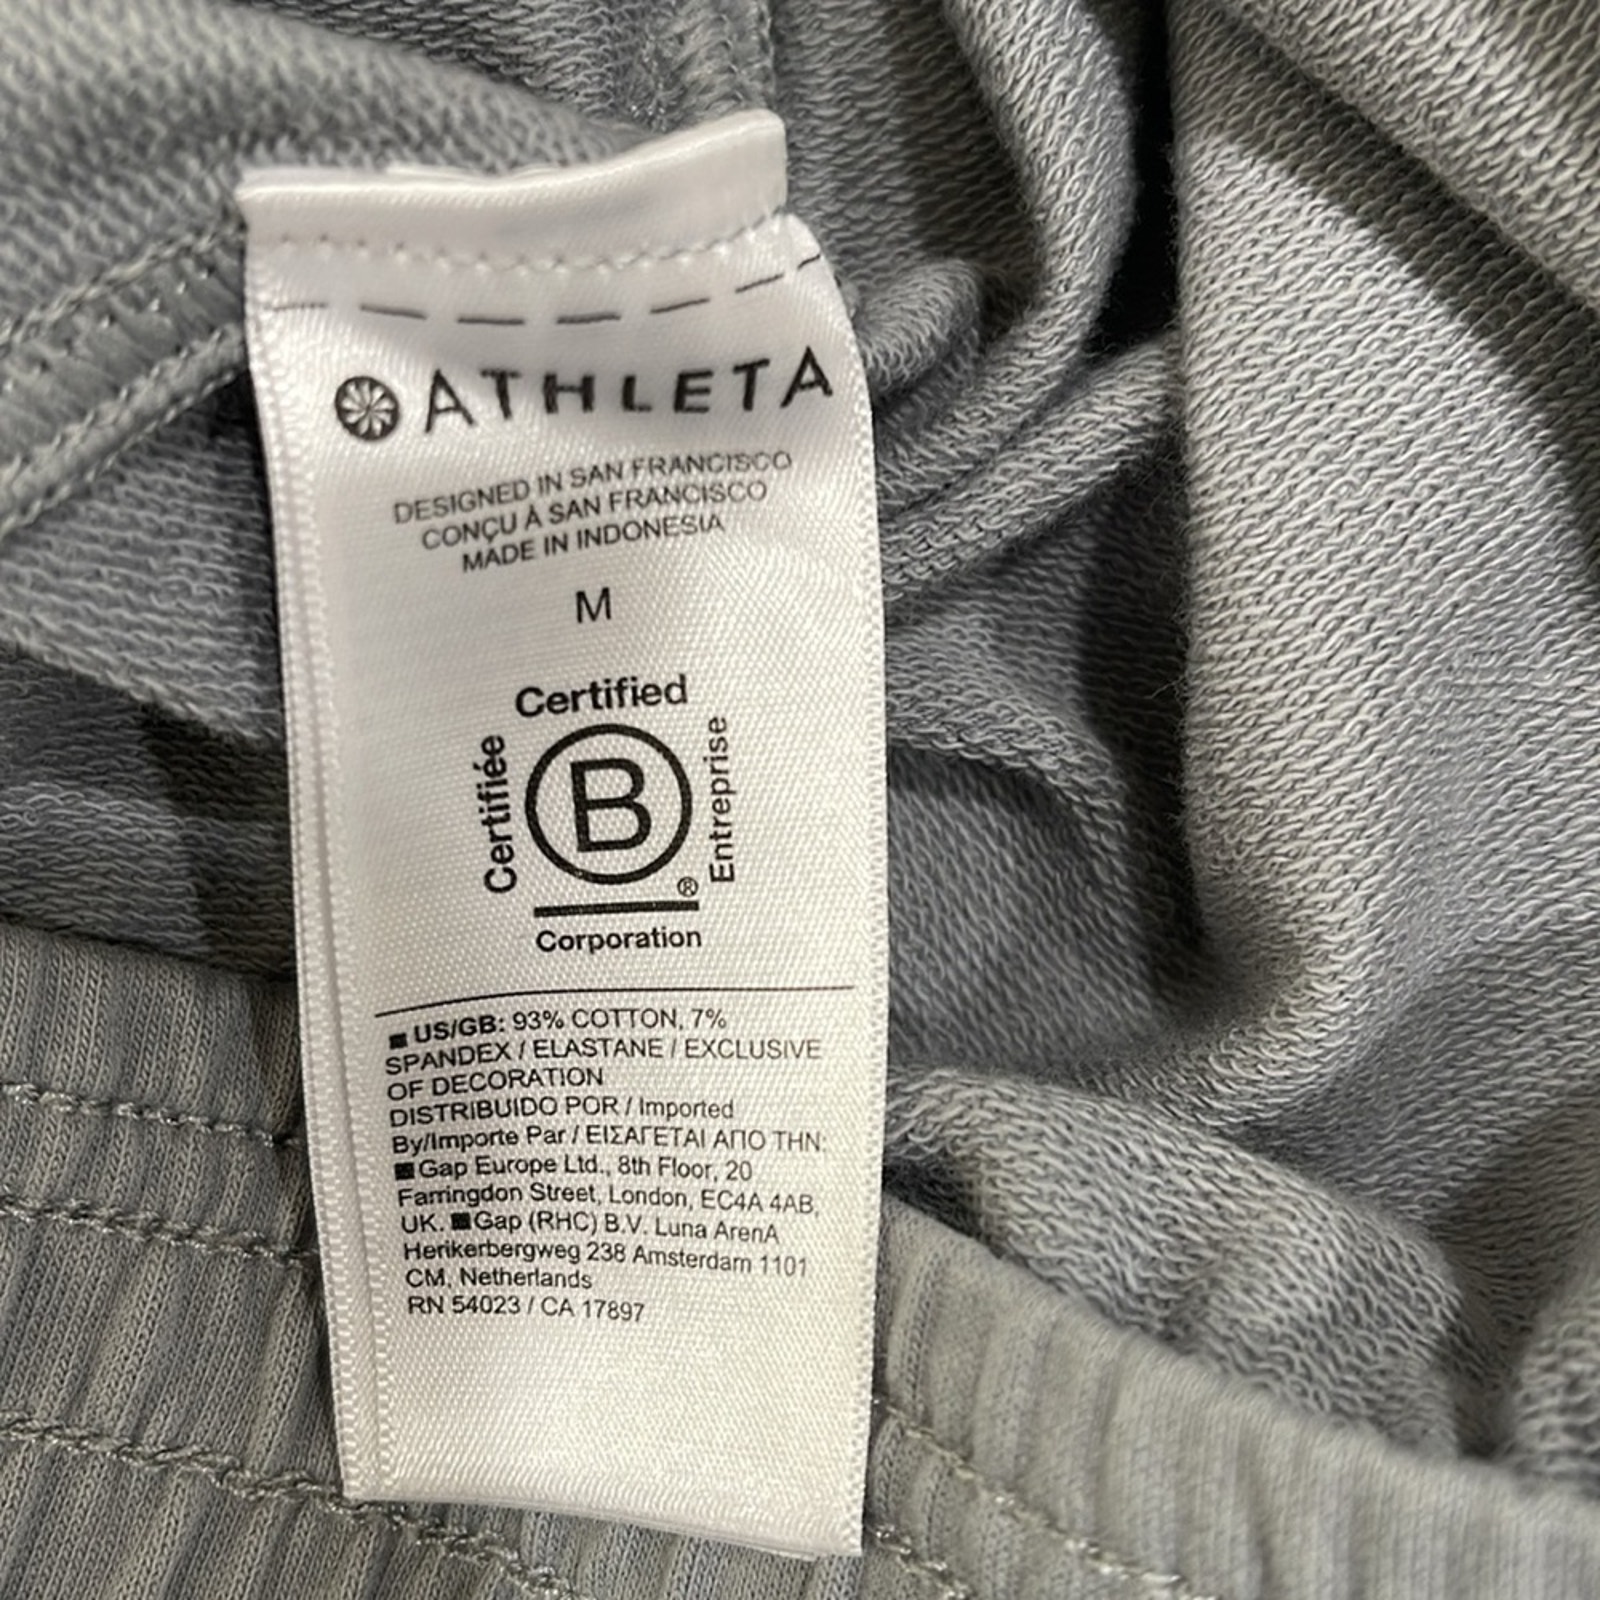 ATHLETA
DESIGNED IN SAN FRANCISCO
CONÇU À SAN FRANCISCO
MADE IN INDONESIA
M
Certified
Certifiée
B
Entreprise
®
Corporation
US/GB: 93% COTTON, 7%
SPANDEX / ELASTANE / EXCLUSIVE
OF DECORATION
DISTRIBUIDO POR / Imported
By/Importe Par / ΕΙΣΑΓΕΤΑΙ ΑΠΟ ΤΗΝ:
Gap Europe Ltd., 8th Floor, 20
Farringdon Street, London, EC4A 4AB,
UK. Gap (RHC) B.V. Luna ArenA
Herikerbergweg 238 Amsterdam 1101
CM, Netherlands
RN 54023 / CA 17897